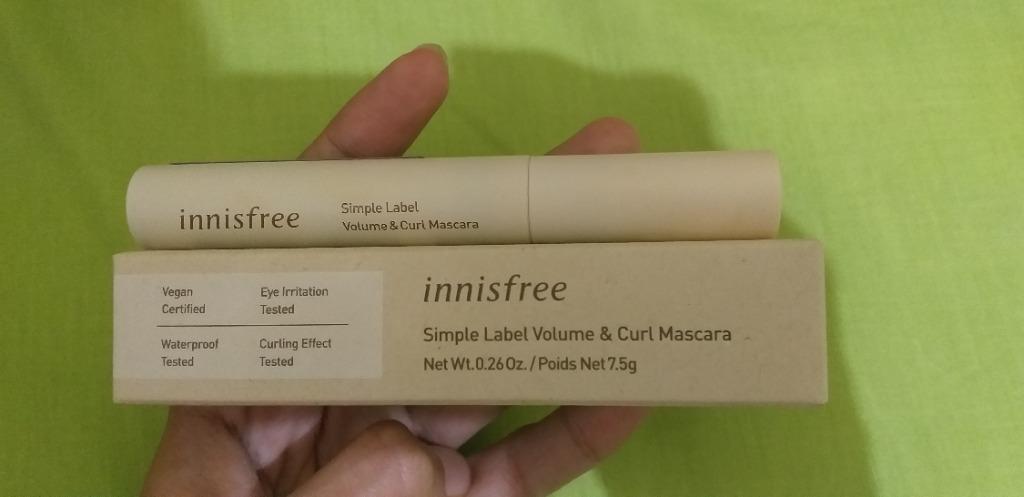 innisfree
Simple Label
Volume & Curl Mascara
Vegan
Certified
Eye Irritation
Tested
Waterproof
Tested
Curling Effect
Tested
innisfree
Simple Label Volume & Curl Mascara
Net Wt.0.26 Oz. / Poids Net 7.5g